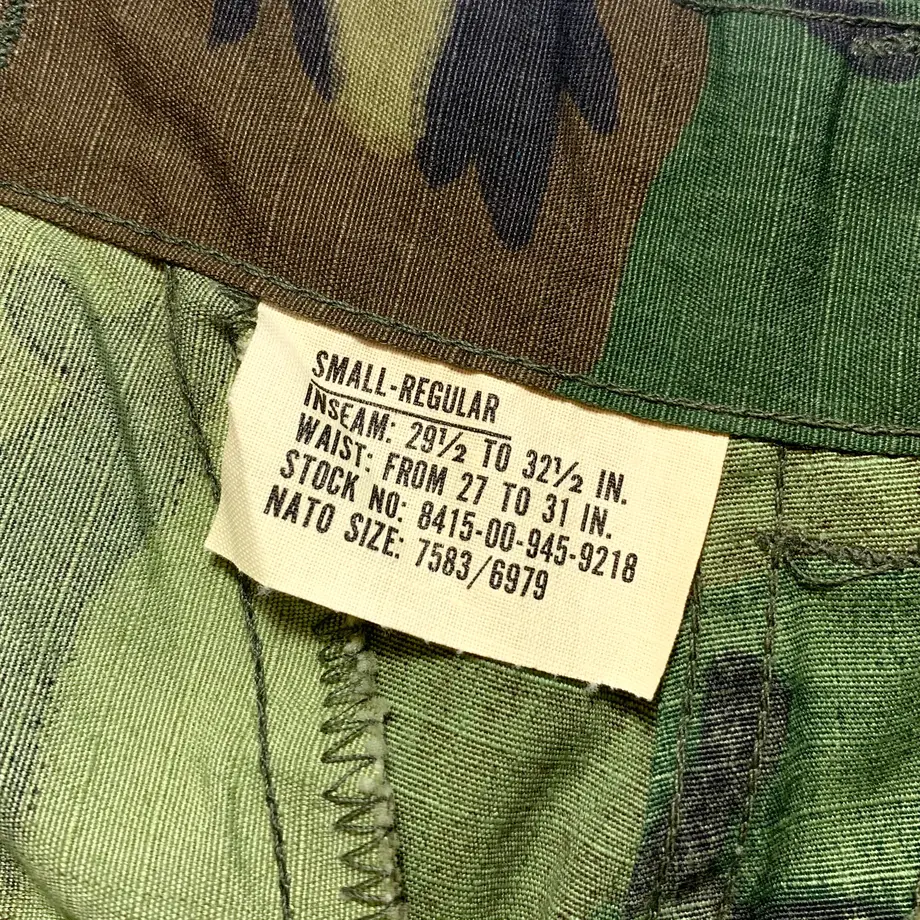 SMALL-REGULAR
INSEAM: 29½ TO 32½ IN.
WAIST: FROM 27 TO 31 IN.
STOCK NO: 8415-00-945-9218
NATO SIZE: 7583/6979